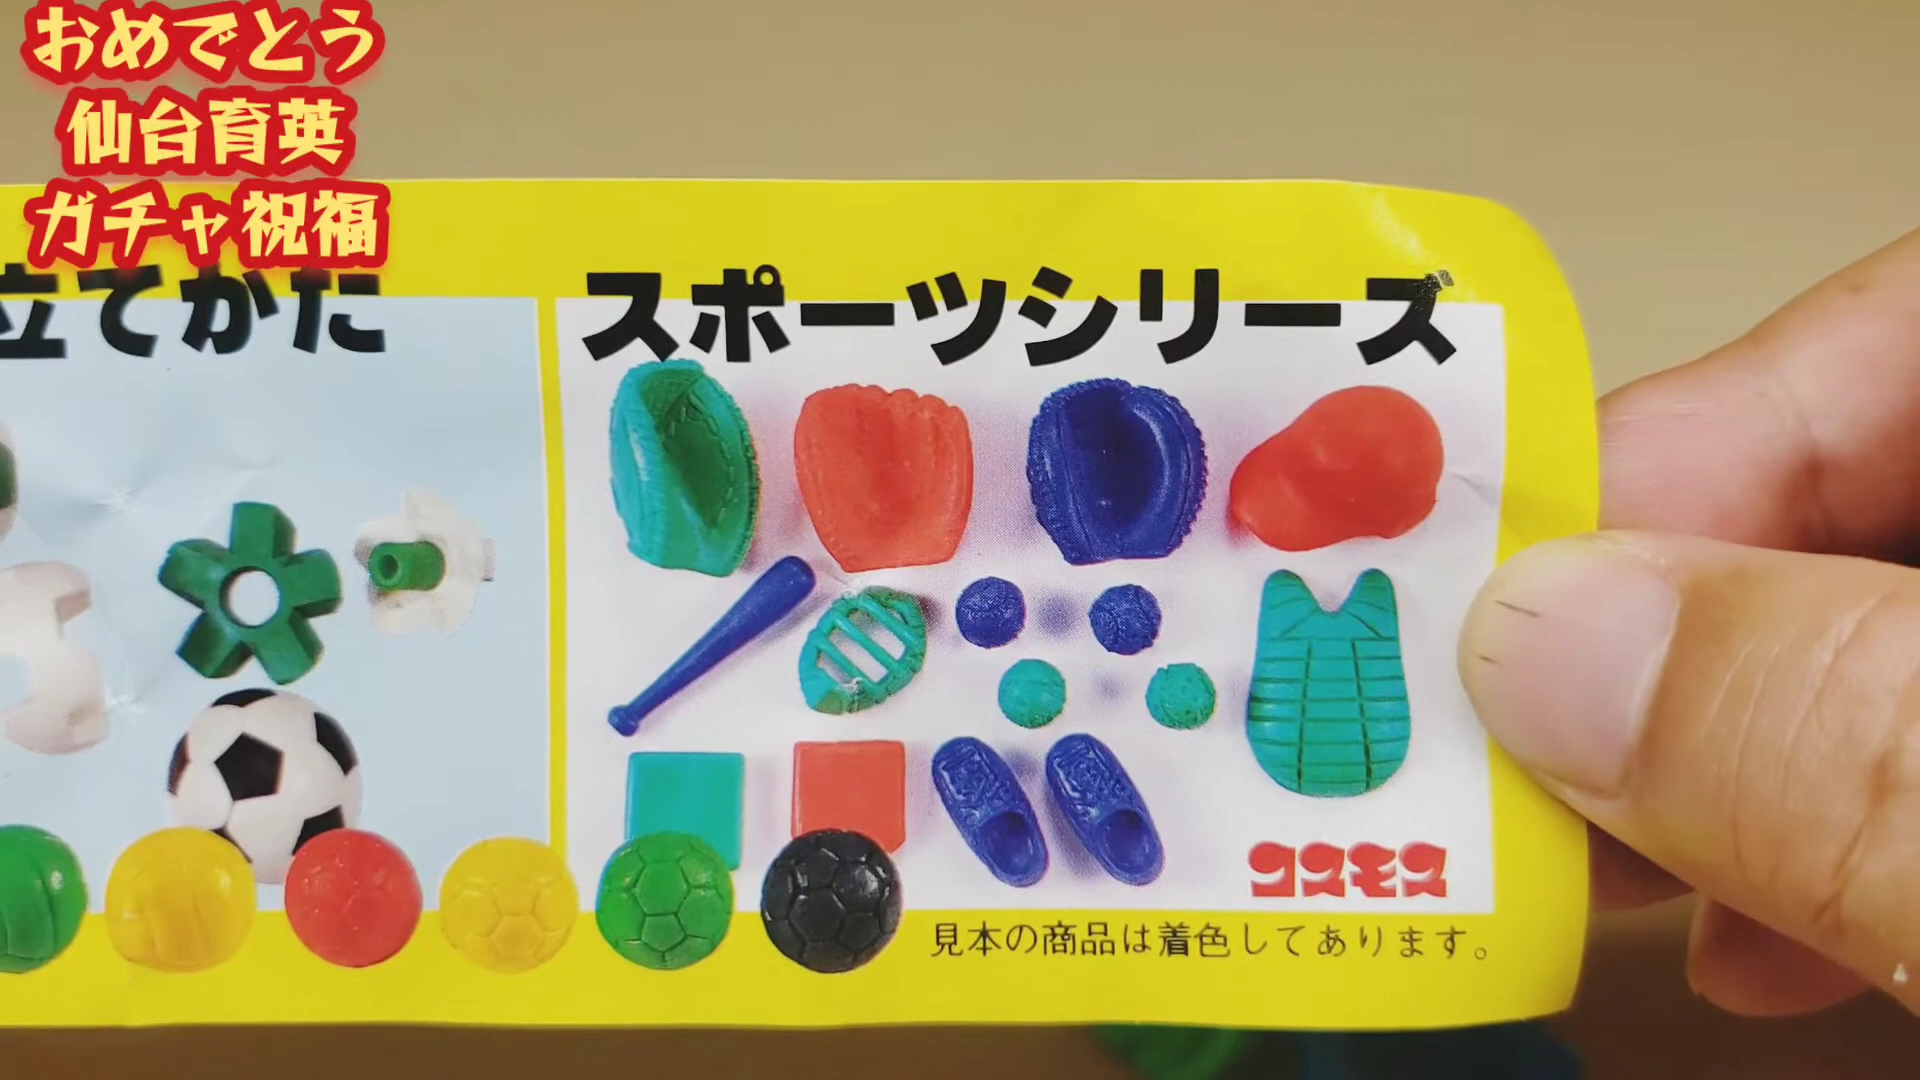 おめでとう
仙台育英
ガチャ祝福
立てかた
スポーツシリーズ
コスモス
見本の商品は着色してあります。